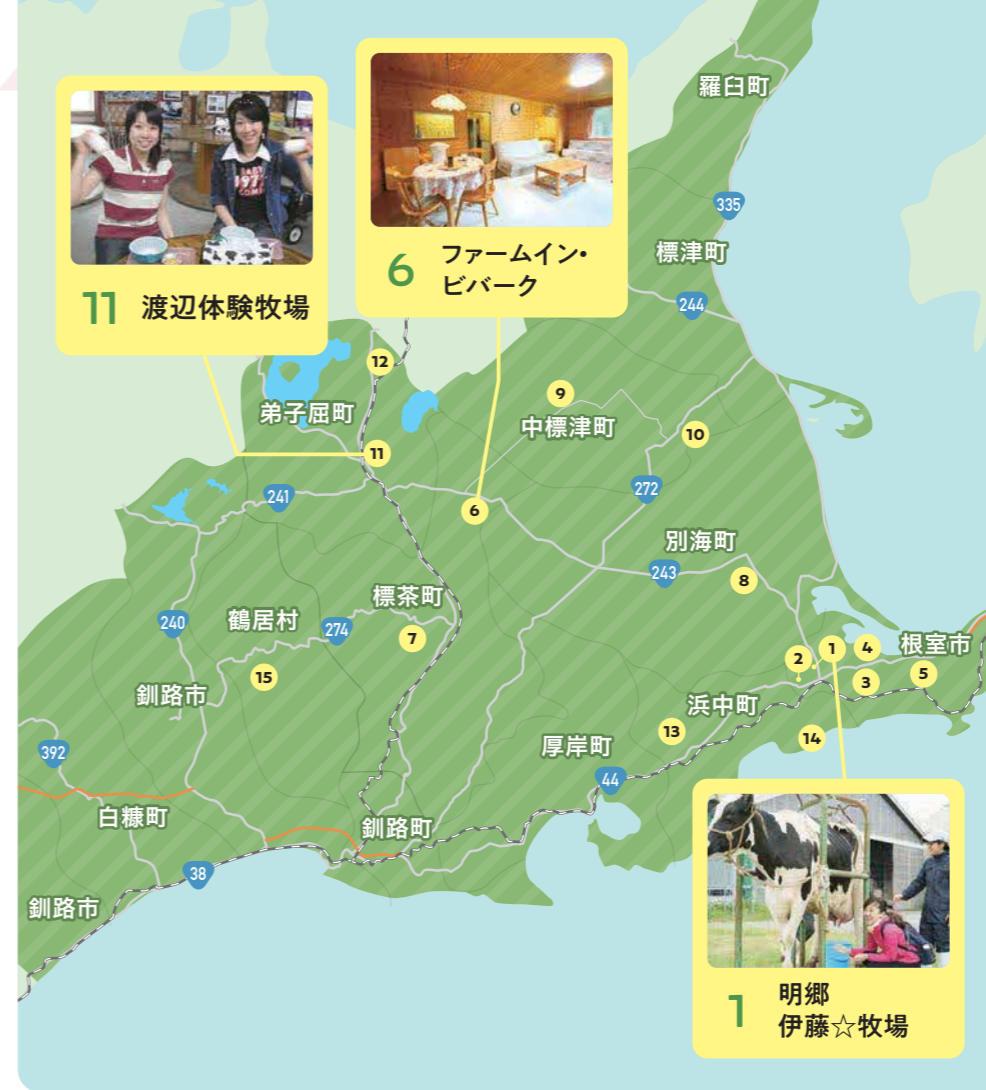 羅臼町
335
標津町
244
11 渡辺体験牧場
6 ファームイン・
ビバーク
12
弟子屈町
9
中標津町
10
11
241
272
6
別海町
243
8
標茶町
240
鶴居村
274
7
15
釧路市
2
1
4
根室市
3
5
浜中町
13
14
392
厚岸町
44
白糠町
釧路町
38
釧路市
1 明郷
伊藤☆牧場